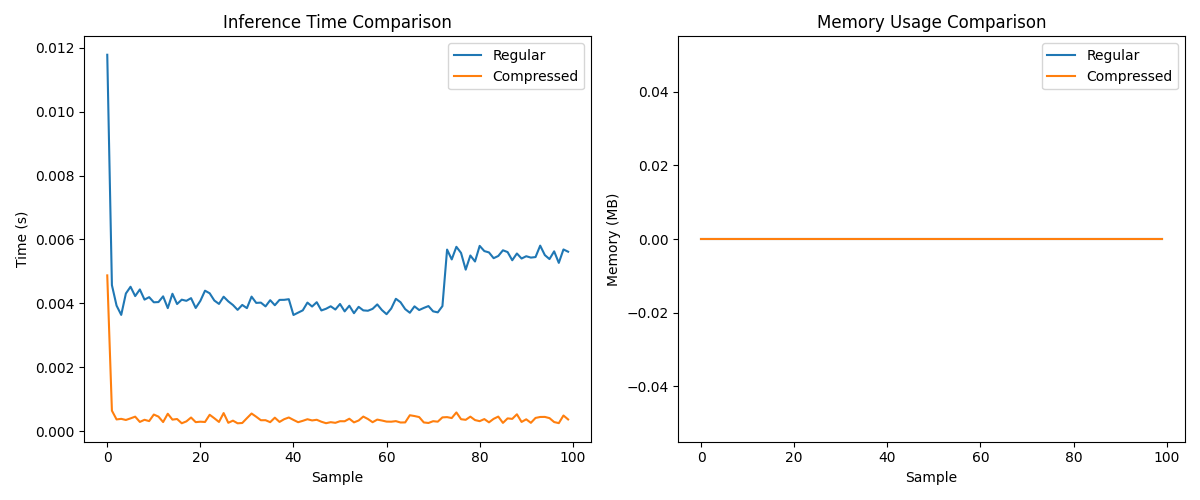 Inference Time Comparison
Time (s)
0.012
0.010
0.008
0.006
0.004
0.002
0.000
0 20 40 60 80 100
Sample
Regular
Compressed
Memory Usage Comparison
Memory (MB)
0.04
0.02
0.00
−0.02
−0.04
0 20 40 60 80 100
Sample
Regular
Compressed